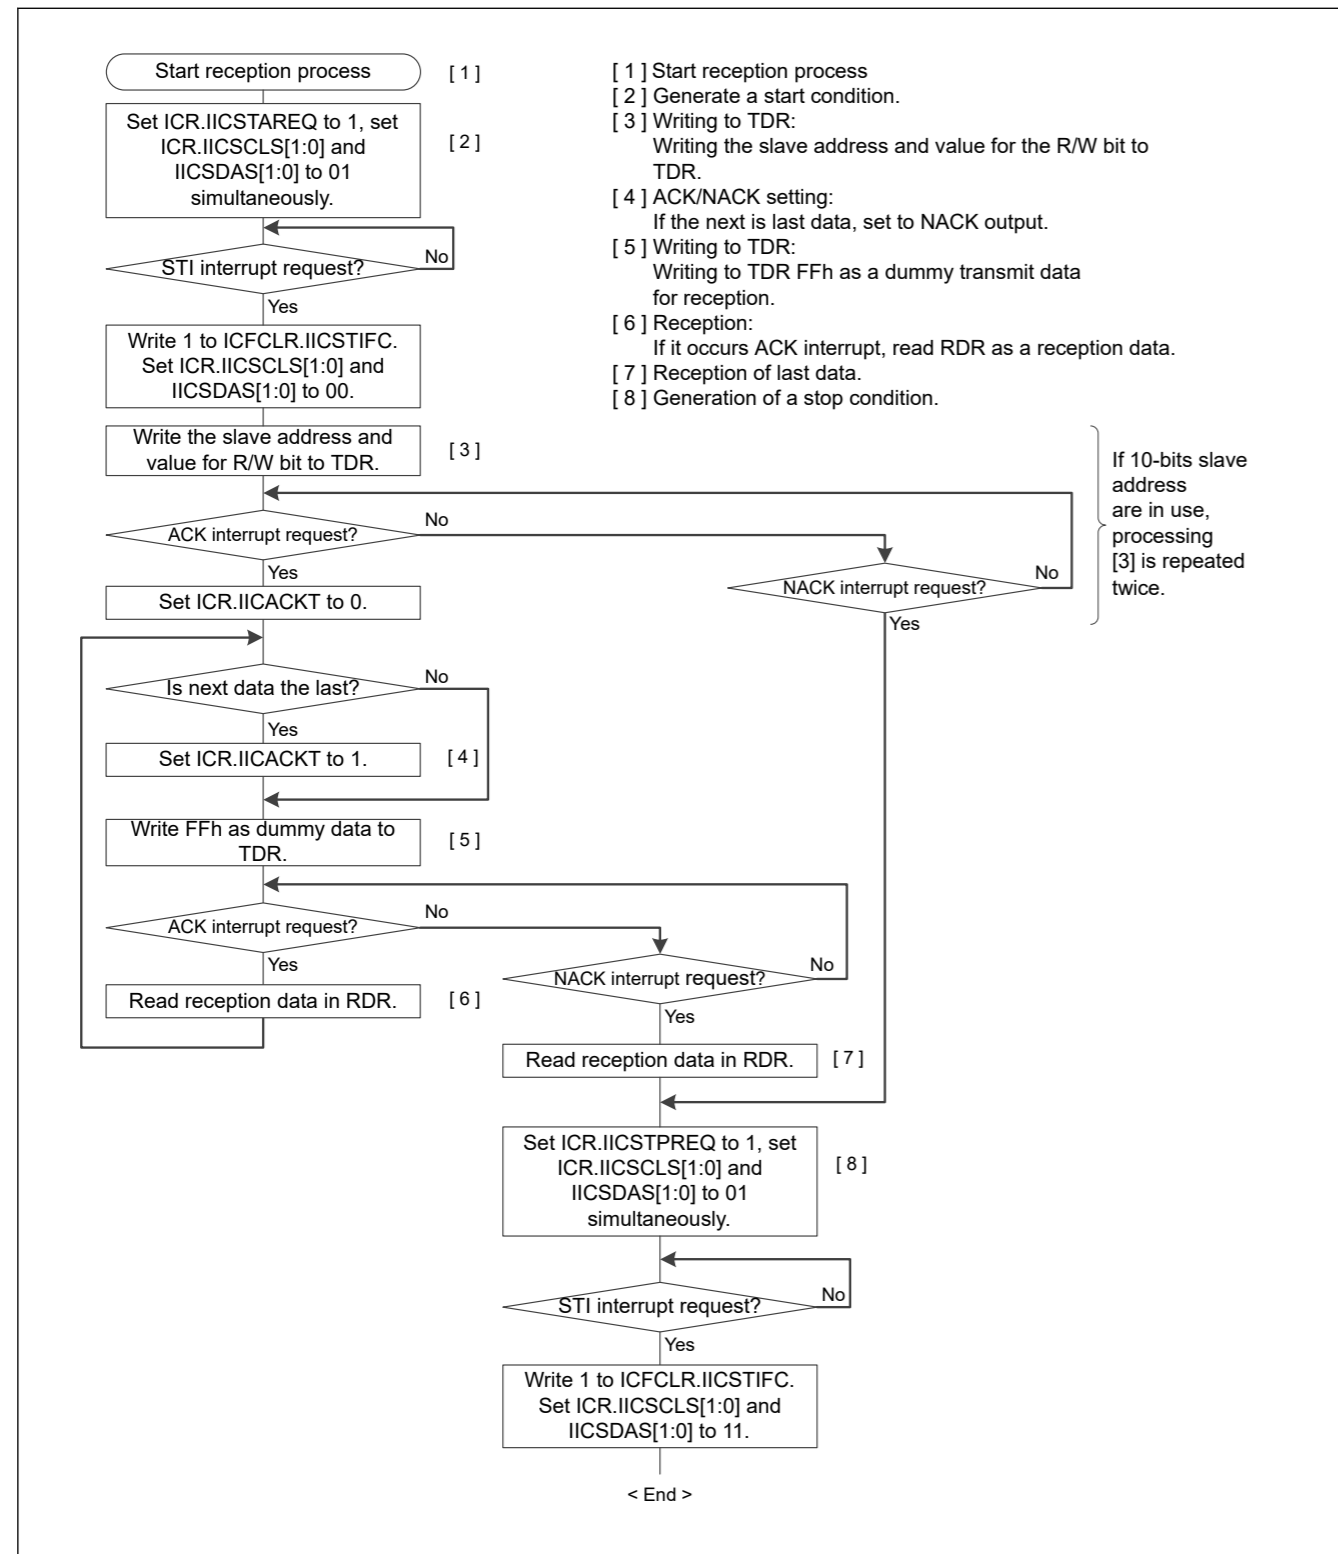 Start reception process
[ 1 ]
Set ICR.IICSTAREQ to 1, set
ICR.IICSCLS[1:0] and
IICSDAS[1:0] to 01
simultaneously.
[ 2 ]
STI interrupt request?
No
Yes
Write 1 to ICFCLR.IICSTIFC.
Set ICR.IICSCLS[1:0] and
IICSDAS[1:0] to 00.
Write the slave address and
value for R/W bit to TDR.
[ 3 ]
ACK interrupt request?
No
Yes
NACK interrupt request?
No
Yes
Set ICR.IICACKT to 0.
Is next data the last?
No
Yes
Set ICR.IICACKT to 1.
[ 4 ]
Write FFh as dummy data to
TDR.
[ 5 ]
ACK interrupt request?
No
Yes
Read reception data in RDR.
[ 6 ]
NACK interrupt request?
No
Yes
Read reception data in RDR.
[ 7 ]
Set ICR.IICSTPREQ to 1, set
ICR.IICSCLS[1:0] and
IICSDAS[1:0] to 01
simultaneously.
[ 8 ]
STI interrupt request?
No
Yes
Write 1 to ICFCLR.IICSTIFC.
Set ICR.IICSCLS[1:0] and
IICSDAS[1:0] to 11.
< End >
[ 1 ] Start reception process
[ 2 ] Generate a start condition.
[ 3 ] Writing to TDR:
Writing the slave address and value for the R/W bit to
TDR.
[ 4 ] ACK/NACK setting:
If the next is last data, set to NACK output.
[ 5 ] Writing to TDR:
Writing to TDR FFh as a dummy transmit data
for reception.
[ 6 ] Reception:
If it occurs ACK interrupt, read RDR as a reception data.
[ 7 ] Reception of last data.
[ 8 ] Generation of a stop condition.
If 10-bits slave
address
are in use,
processing
[3] is repeated
twice.